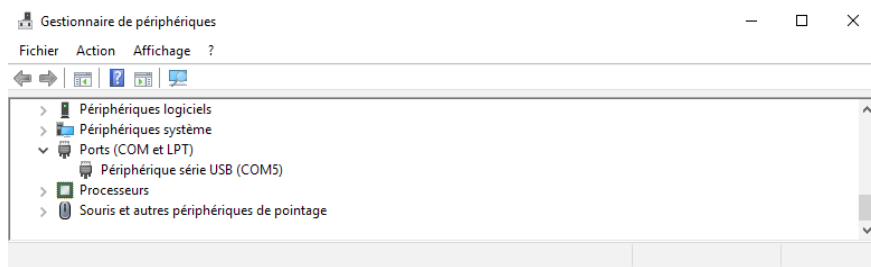 Gestionnaire de périphériques
Fichier Action Affichage ?
Périphériques logiciels
Périphériques système
Ports (COM et LPT)
Périphérique série USB (COM5)
Processeurs
Souris et autres périphériques de pointage